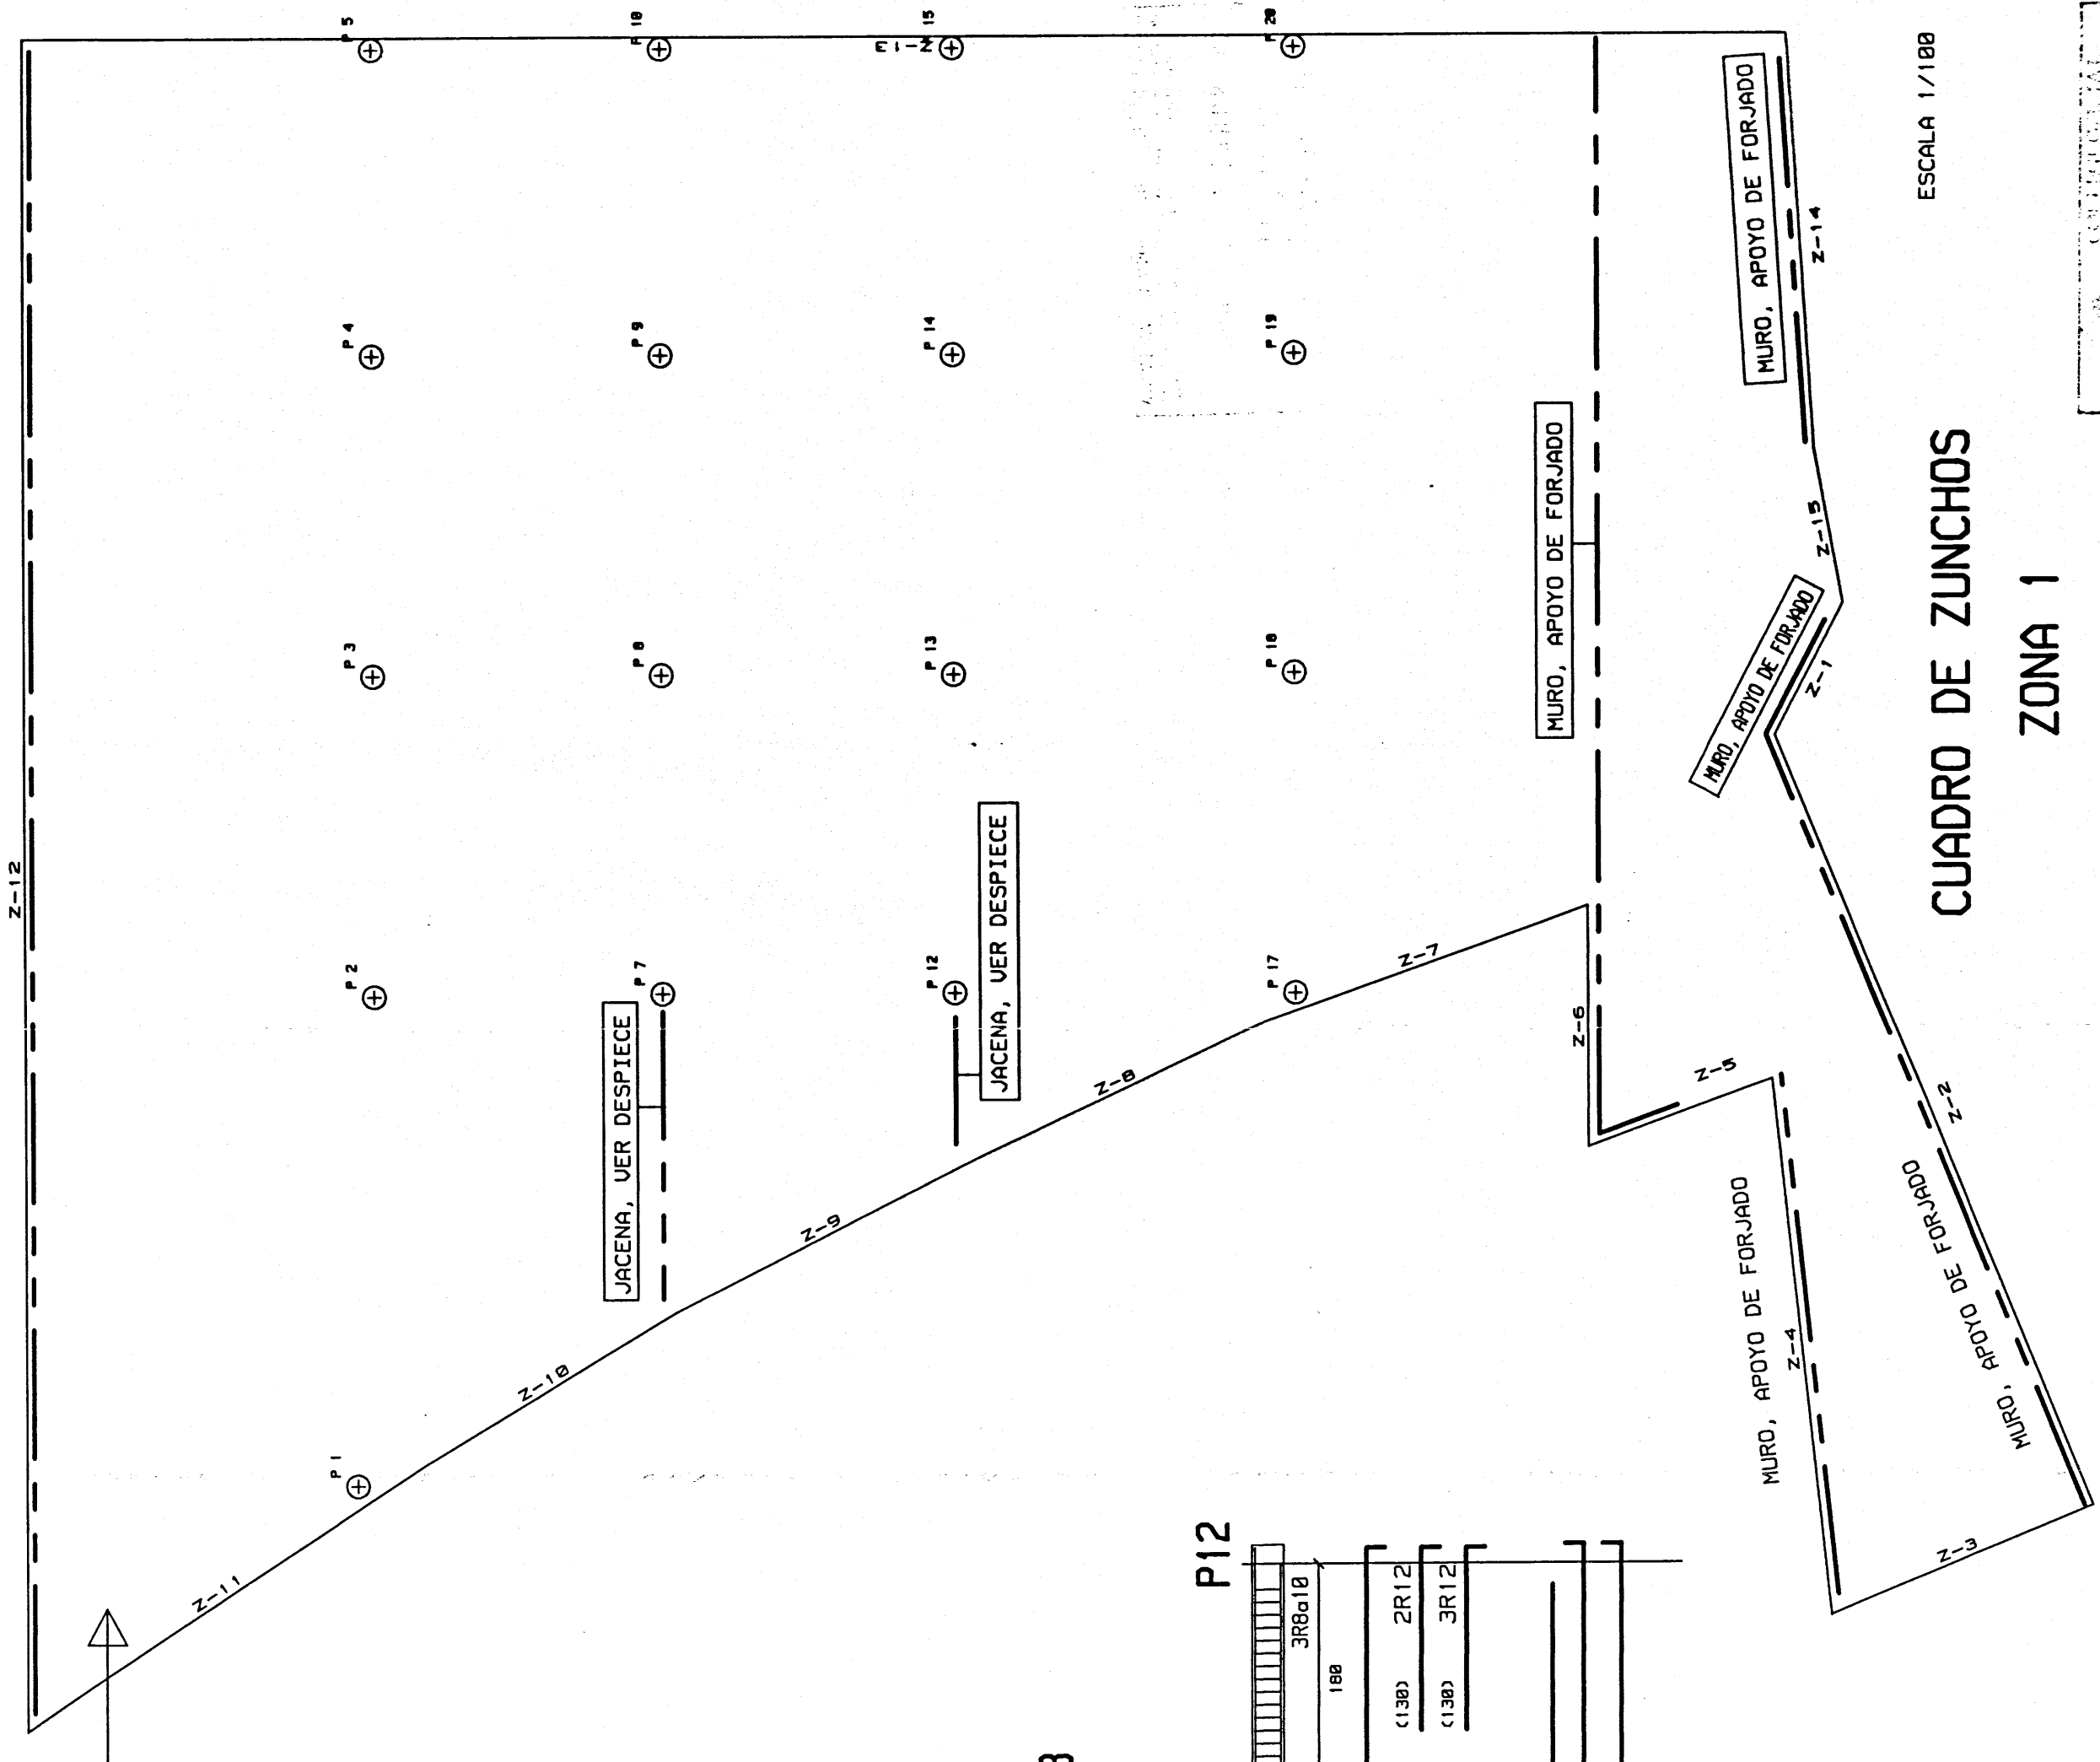 Z-12
P 5
P 10
P 15
Z-13
P 20
P 4
P 9
P 14
P 19
P 3
P 8
P 13
P 18
P 2
P 7
P 12
P 17
P 1
JACENA, VER DESPIECE
JACENA, VER DESPIECE
MURO, APOYO DE FORJADO
MURO, APOYO DE FORJADO
MURO, APOYO DE FORJADO
MURO, APOYO DE FORJADO
MURO, APOYO DE FORJADO
Z-14
Z-15
Z-1
Z-2
Z-3
Z-4
Z-5
Z-6
Z-7
Z-8
Z-9
Z-10
Z-11
ESCALA 1/100
CUADRO DE ZUNCHOS
ZONA 1
P12
3R8a10
180
(130) 2R12
(130) 3R12